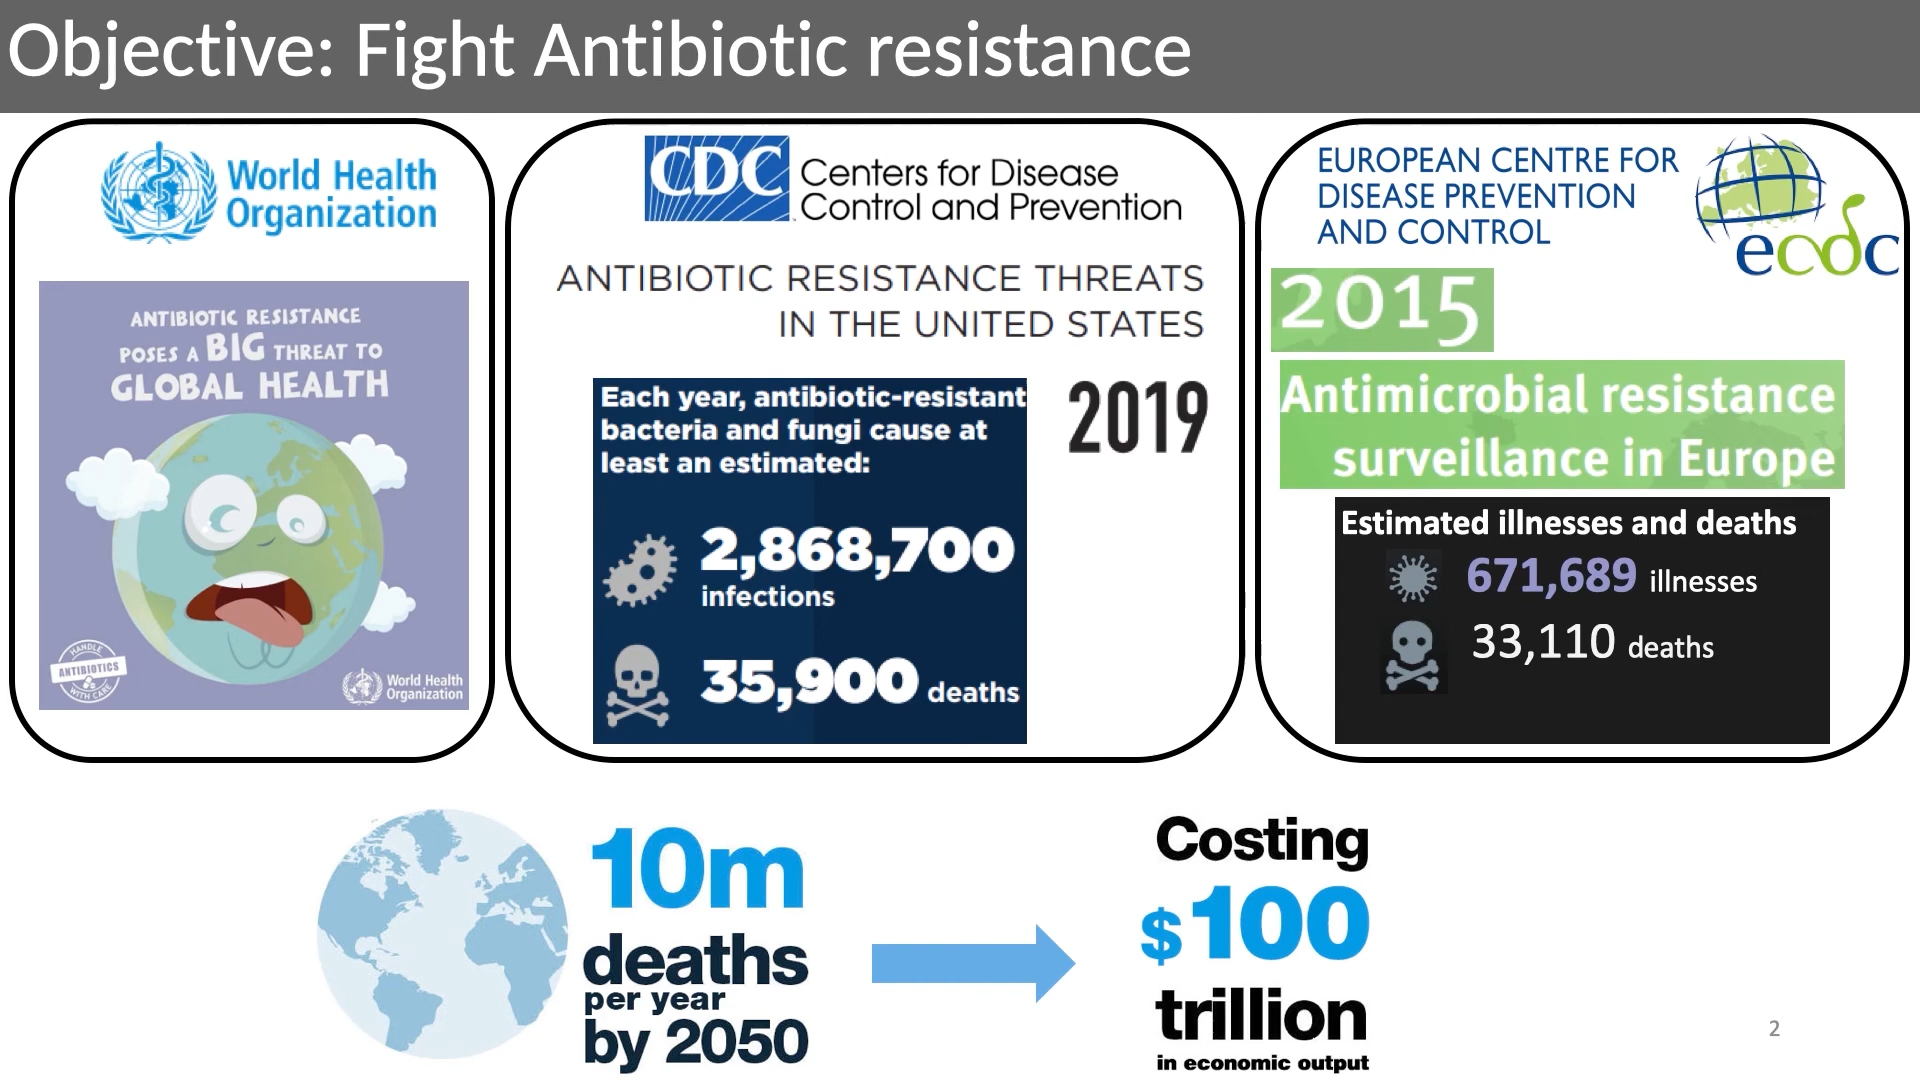 Objective: Fight Antibiotic resistance
World Health
Organization
ANTIBIOTIC RESISTANCE
POSES A BIG THREAT TO
GLOBAL HEALTH
HANDLE
ANTIBIOTICS
WITH CARE
World Health
Organization
CDC
Centers for Disease
Control and Prevention
ANTIBIOTIC RESISTANCE THREATS
IN THE UNITED STATES
2019
Each year, antibiotic-resistant
bacteria and fungi cause at
least an estimated:
2,868,700
infections
35,900 deaths
EUROPEAN CENTRE FOR
DISEASE PREVENTION
AND CONTROL
ecdc
2015
Antimicrobial resistance
surveillance in Europe
Estimated illnesses and deaths
671,689 illnesses
33,110 deaths
10m
deaths
per year
by 2050
Costing
$100
trillion
in economic output
2